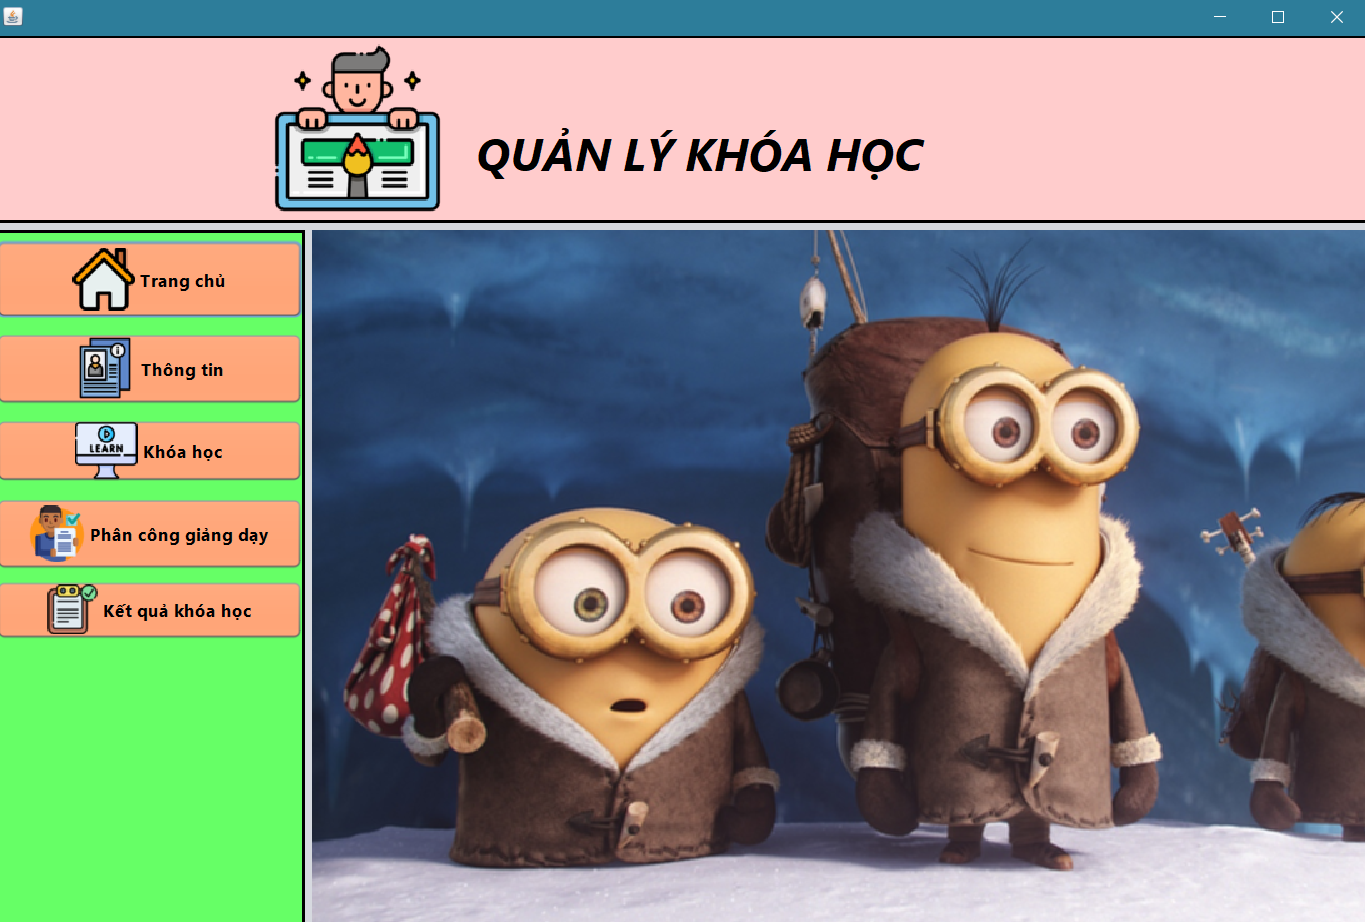 QUẢN LÝ KHÓA HỌC
Trang chủ
Thông tin
LEARN
Khóa học
Phân công giảng dạy
Kết quả khóa học